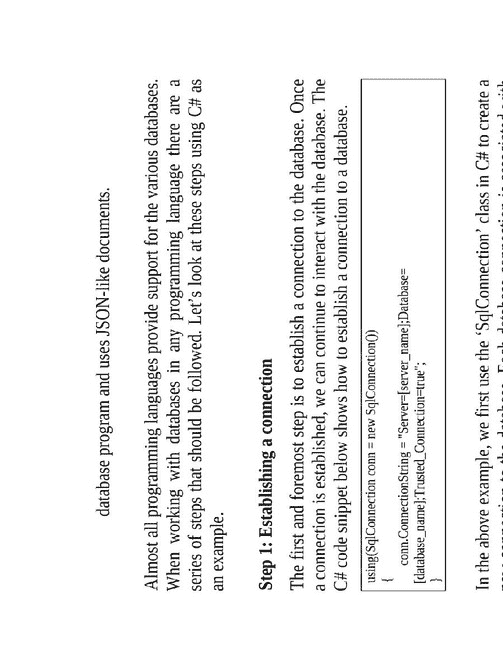 database program and uses JSON-like documents.
Almost all programming languages provide support for the various databases.
When working with databases in any programming language there are a
series of steps that should be followed. Let's look at these steps using C# as
an example.
Step 1: Establishing a connection
The first and foremost step is to establish a connection to the database. Once
a connection is established, we can continue to interact with the database. The
C# code snippet below shows how to establish a connection to a database.
using(SqlConnection conn = new SqlConnection())
{
conn.ConnectionString = "Server=[server_name];Database=
[database_name];Trusted_Connection=true";
}
In the above example, we first use the ‘SqlConnection’ class in C# to create a